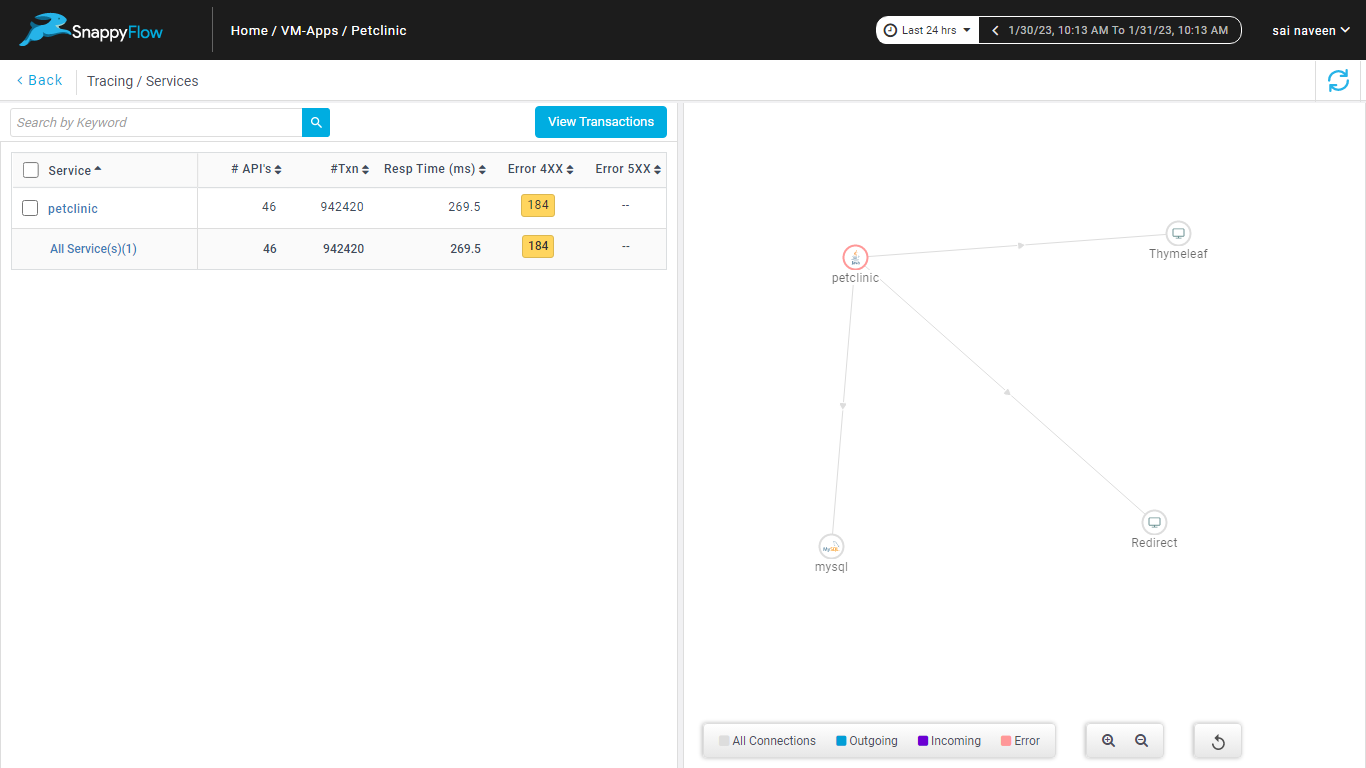 SnappyFlow
Home / VM-Apps / Petclinic
Last 24 hrs
1/30/23, 10:13 AM To 1/31/23, 10:13 AM
sai naveen
Back
Tracing / Services
Search by Keyword
View Transactions
Service # API's #Txn Resp Time (ms) Error 4XX Error 5XX
petclinic 46 942420 269.5 184 --
All Service(s)(1) 46 942420 269.5 184 --
Thymeleaf
petclinic
Redirect
MySQL
mysql
All Connections Outgoing Incoming Error